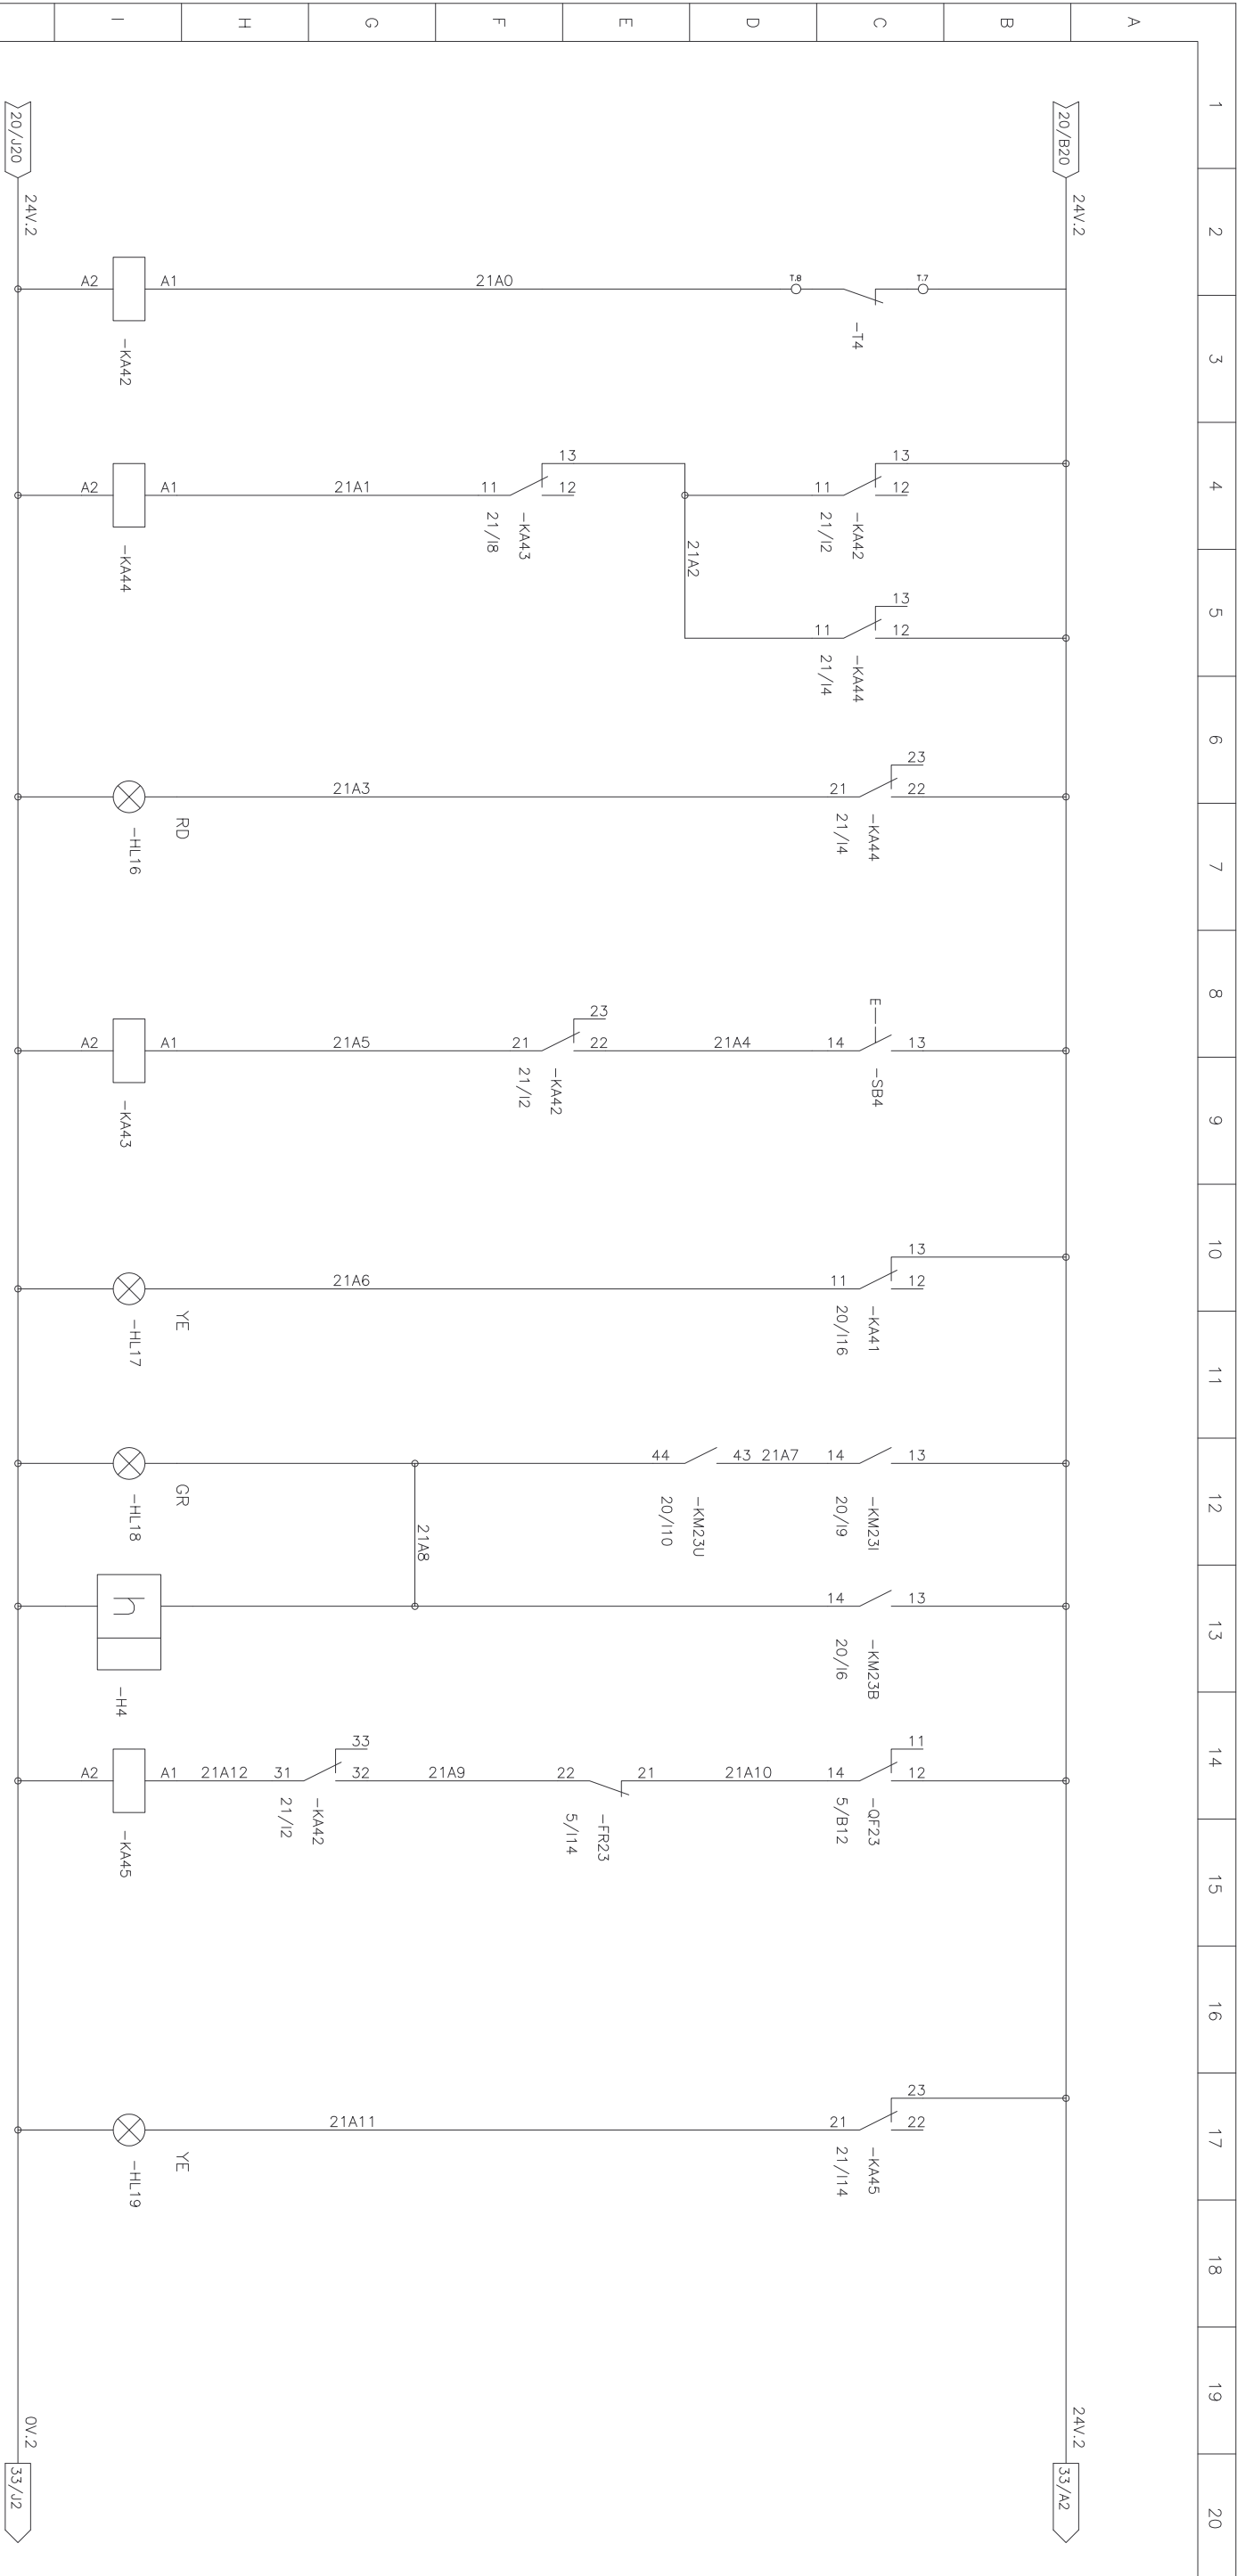 1
2
3
4
5
6
7
8
9
10
11
12
13
14
15
16
17
18
19
20
A
B
C
D
E
F
G
H
I
20/B20
24V.2
24V.2
33/A2
20/J20
24V.2
0V.2
33/J2
T.7
-T4
T.8
21A0
A1
-KA42
A2
13
12
-KA42
11
21/I2
13
12
-KA44
11
21/I4
21A2
13
12
-KA43
11
21/I8
21A1
A1
-KA44
A2
23
22
-KA44
21
21/I4
21A3
RD
-HL16
13
E
-SB4
14
21A4
23
22
-KA42
21
21/I2
21A5
A1
-KA43
A2
13
12
-KA41
11
20/I16
21A6
YE
-HL17
13
-KM23I
14
20/I9
21A7
43
-KM23U
44
20/I10
21A8
GR
-HL18
13
-KM23B
14
20/I6
h
-H4
11
12
-QF23
14
5/B12
21A10
21
-FR23
22
5/I14
21A9
33
32
-KA42
31
21/I2
21A12
A1
-KA45
A2
23
22
-KA45
21
21/I14
21A11
YE
-HL19